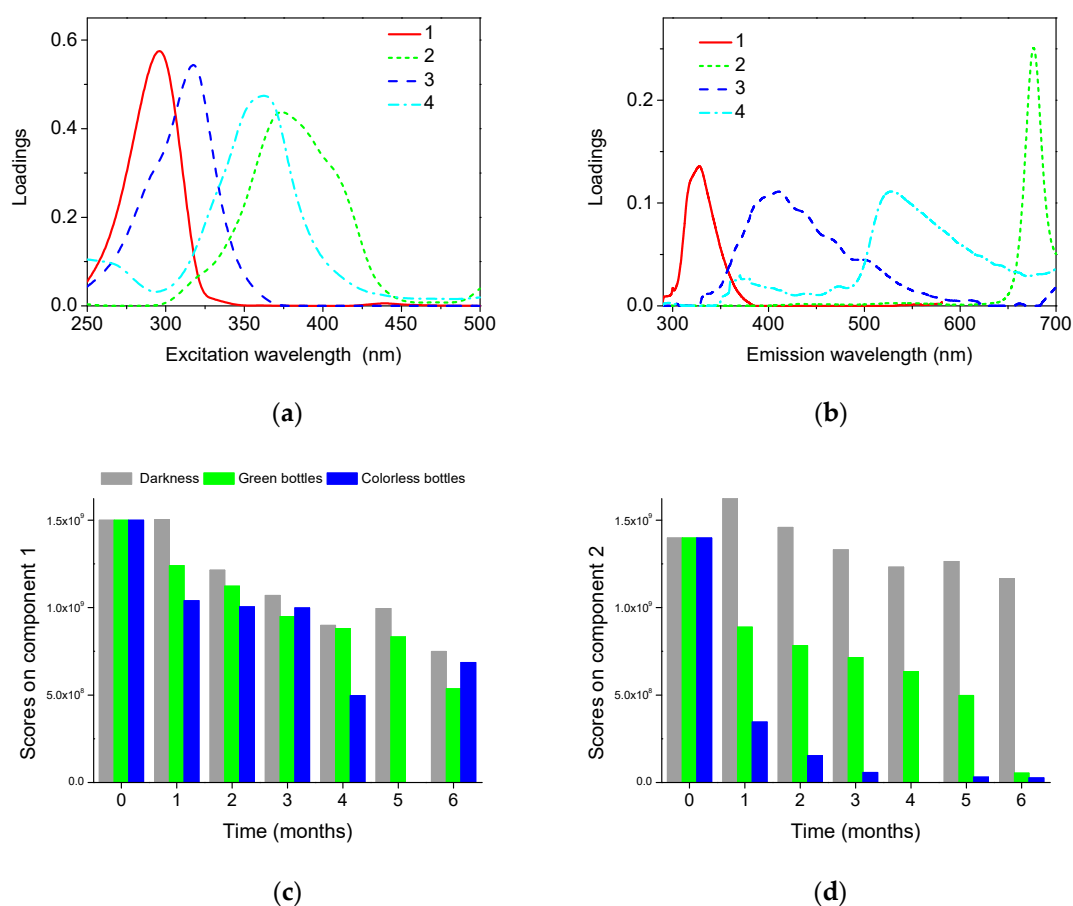 0.6
0.4
0.2
0.0
Loadings
1
2
3
4
250 300 350 400 450 500
Excitation wavelength (nm)
(a)
0.2
0.1
0.0
Loadings
1
2
3
4
300 400 500 600 700
Emission wavelength (nm)
(b)
Darkness Green bottles Colorless bottles
1.5x10⁹
1.0x10⁹
5.0x10⁸
0.0
Scores on component 1
0 1 2 3 4 5 6
Time (months)
(c)
1.5x10⁹
1.0x10⁹
5.0x10⁸
0.0
Scores on component 2
0 1 2 3 4 5 6
Time (months)
(d)